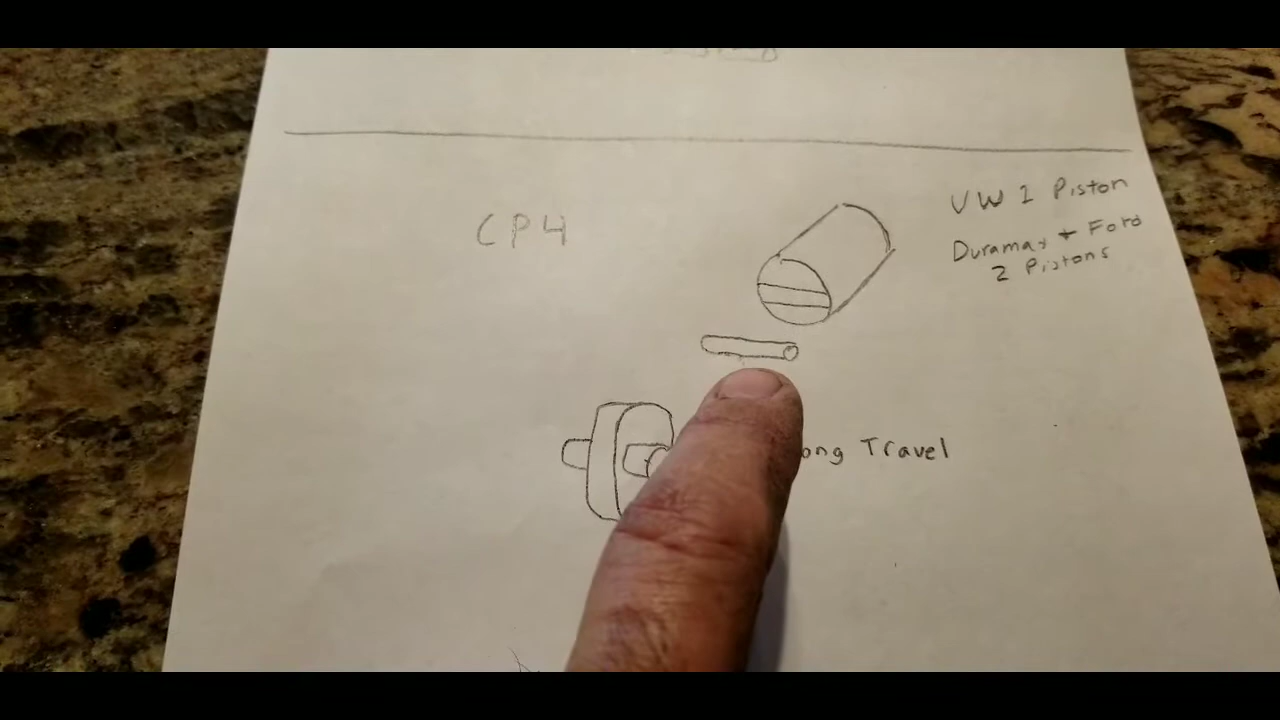 CP4
VW 1 Piston
Duramax + Ford
2 Pistons
ong Travel